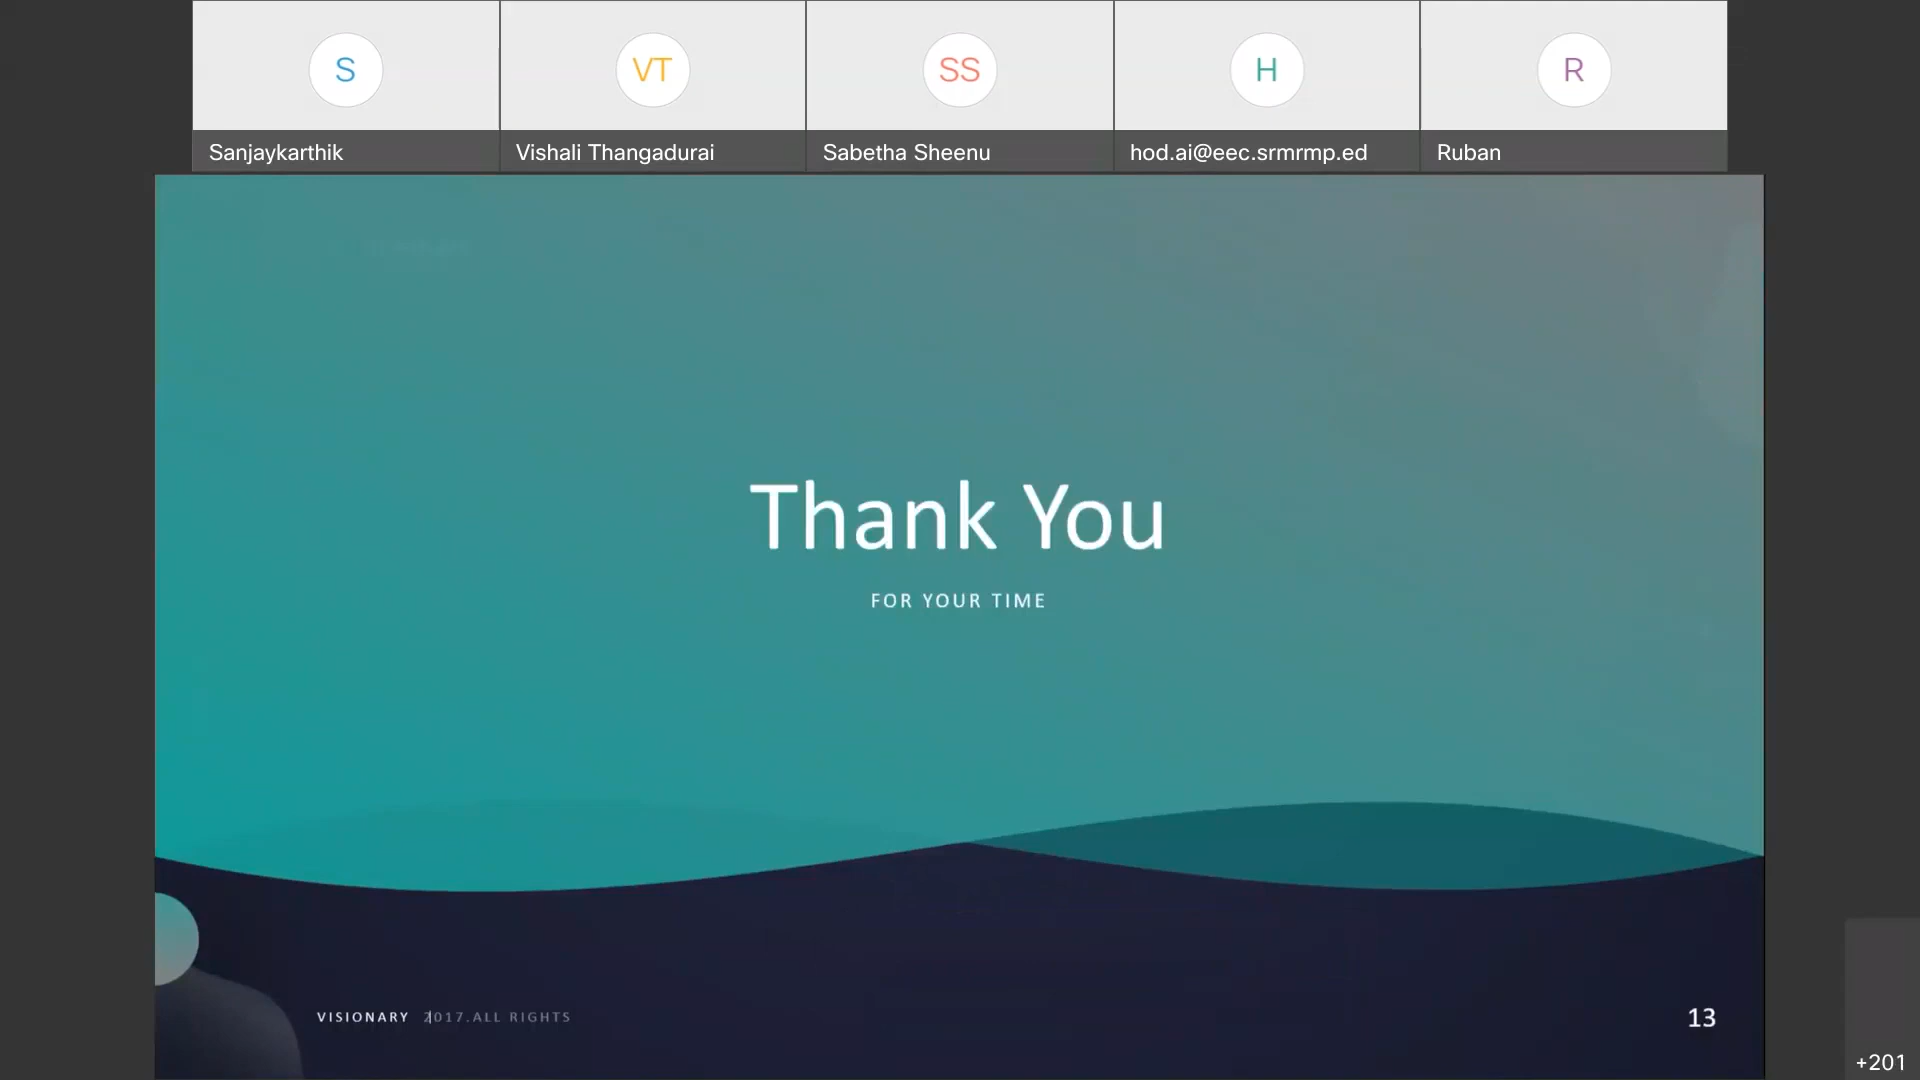 S
VT
SS
H
R
Sanjaykarthik
Vishali Thangadurai
Sabetha Sheenu
hod.ai@eec.srmrmp.ed
Ruban
Thank You
FOR YOUR TIME
VISIONARY 2017.ALL RIGHTS
13
+201